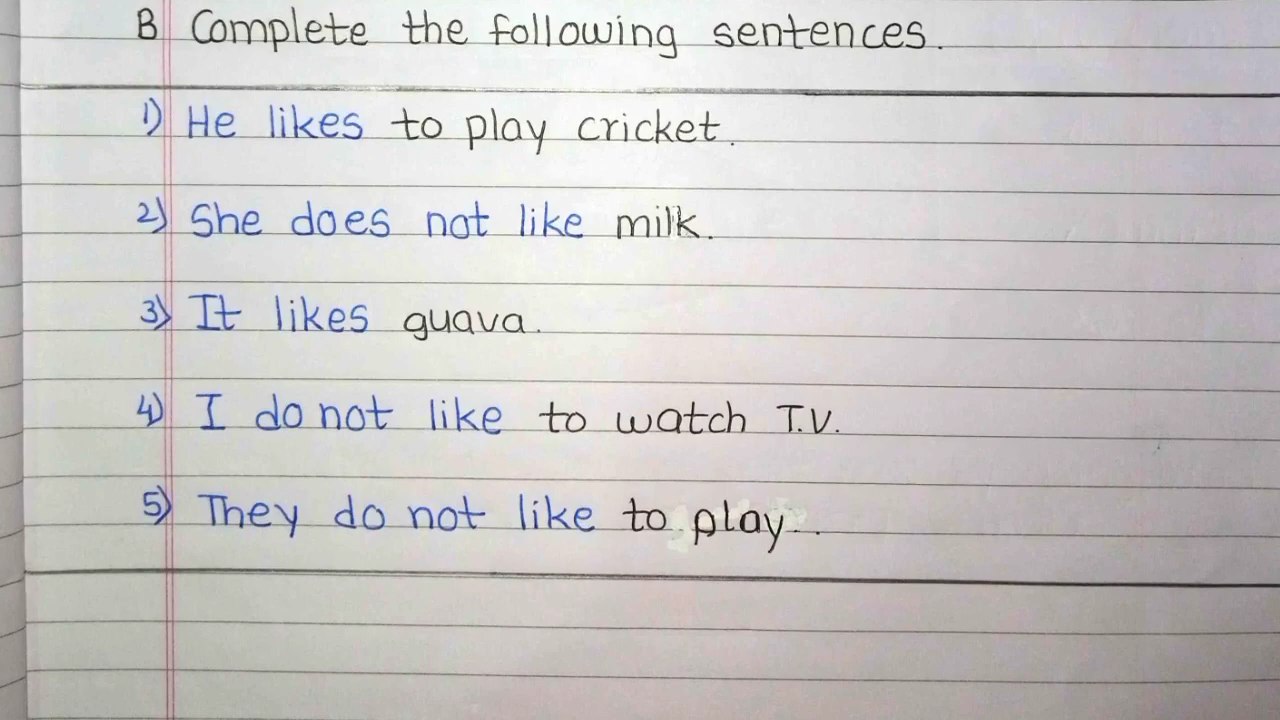 B Complete the following sentences.
1) He likes to play cricket.
2) She does not like milk.
3) It likes guava.
4) I do not like to watch T.V.
5) They do not like to play.